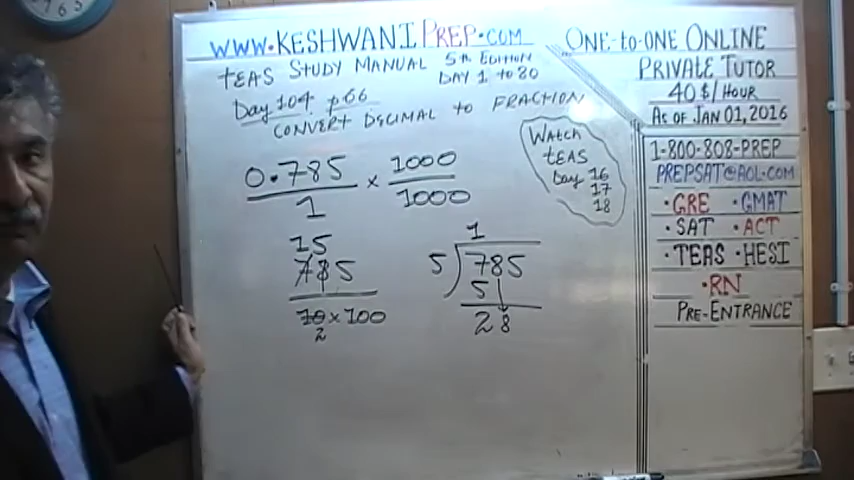 WWW.KESHWANI PREP.COM
TEAS STUDY MANUAL 5TH EDITION
DAY 1 TO 80
Day 104 p66
CONVERT DECIMAL TO FRACTION
0.785 × 1000
1 1000
15
785
10 × 100
2
WATCH
TEAS
Day 16
17
18
1
5 785
5
28
ONE-TO-ONE ONLINE
PRIVATE TUTOR
40 $/HOUR
AS OF JAN 01, 2016
1-800-808-PREP
PREPSAT@AOL.COM
• GRE • GMAT
• SAT • ACT
• TEAS • HESI
• RN
PRE-ENTRANCE